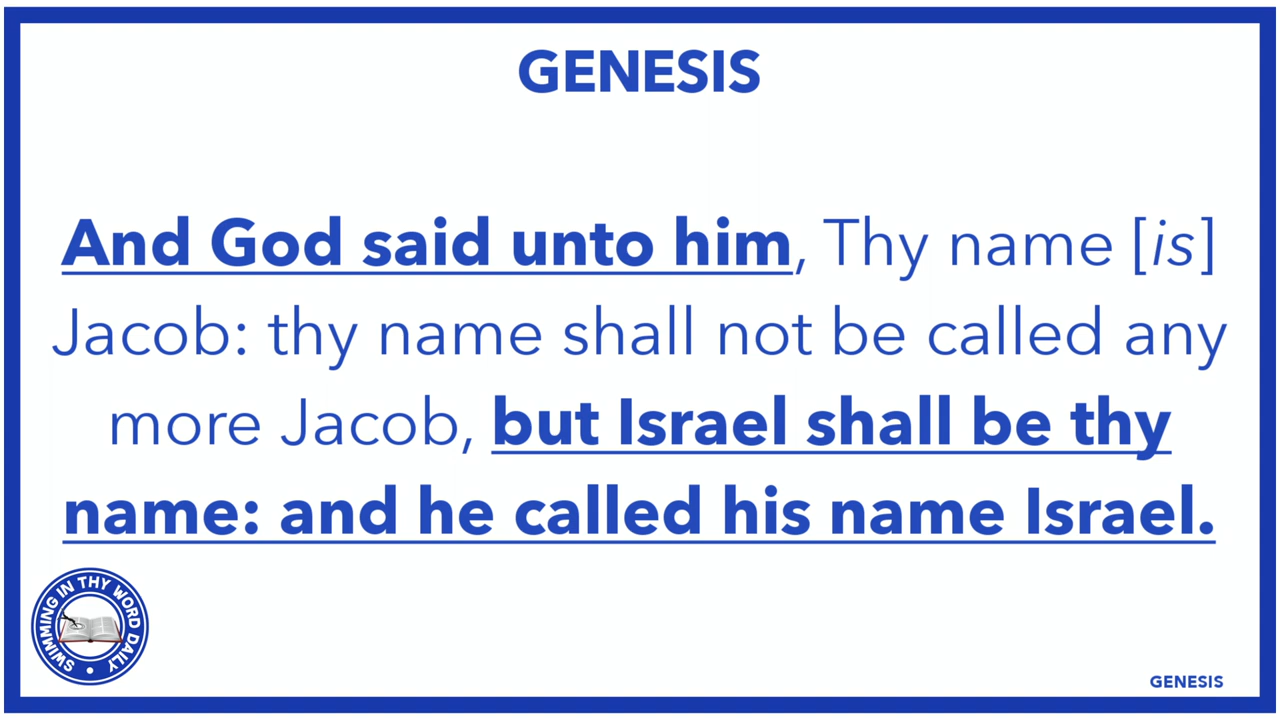 GENESIS
And God said unto him, Thy name [is]
Jacob: thy name shall not be called any
more Jacob, but Israel shall be thy
name: and he called his name Israel.
SWIMMING IN THY WORD DAILY
GENESIS